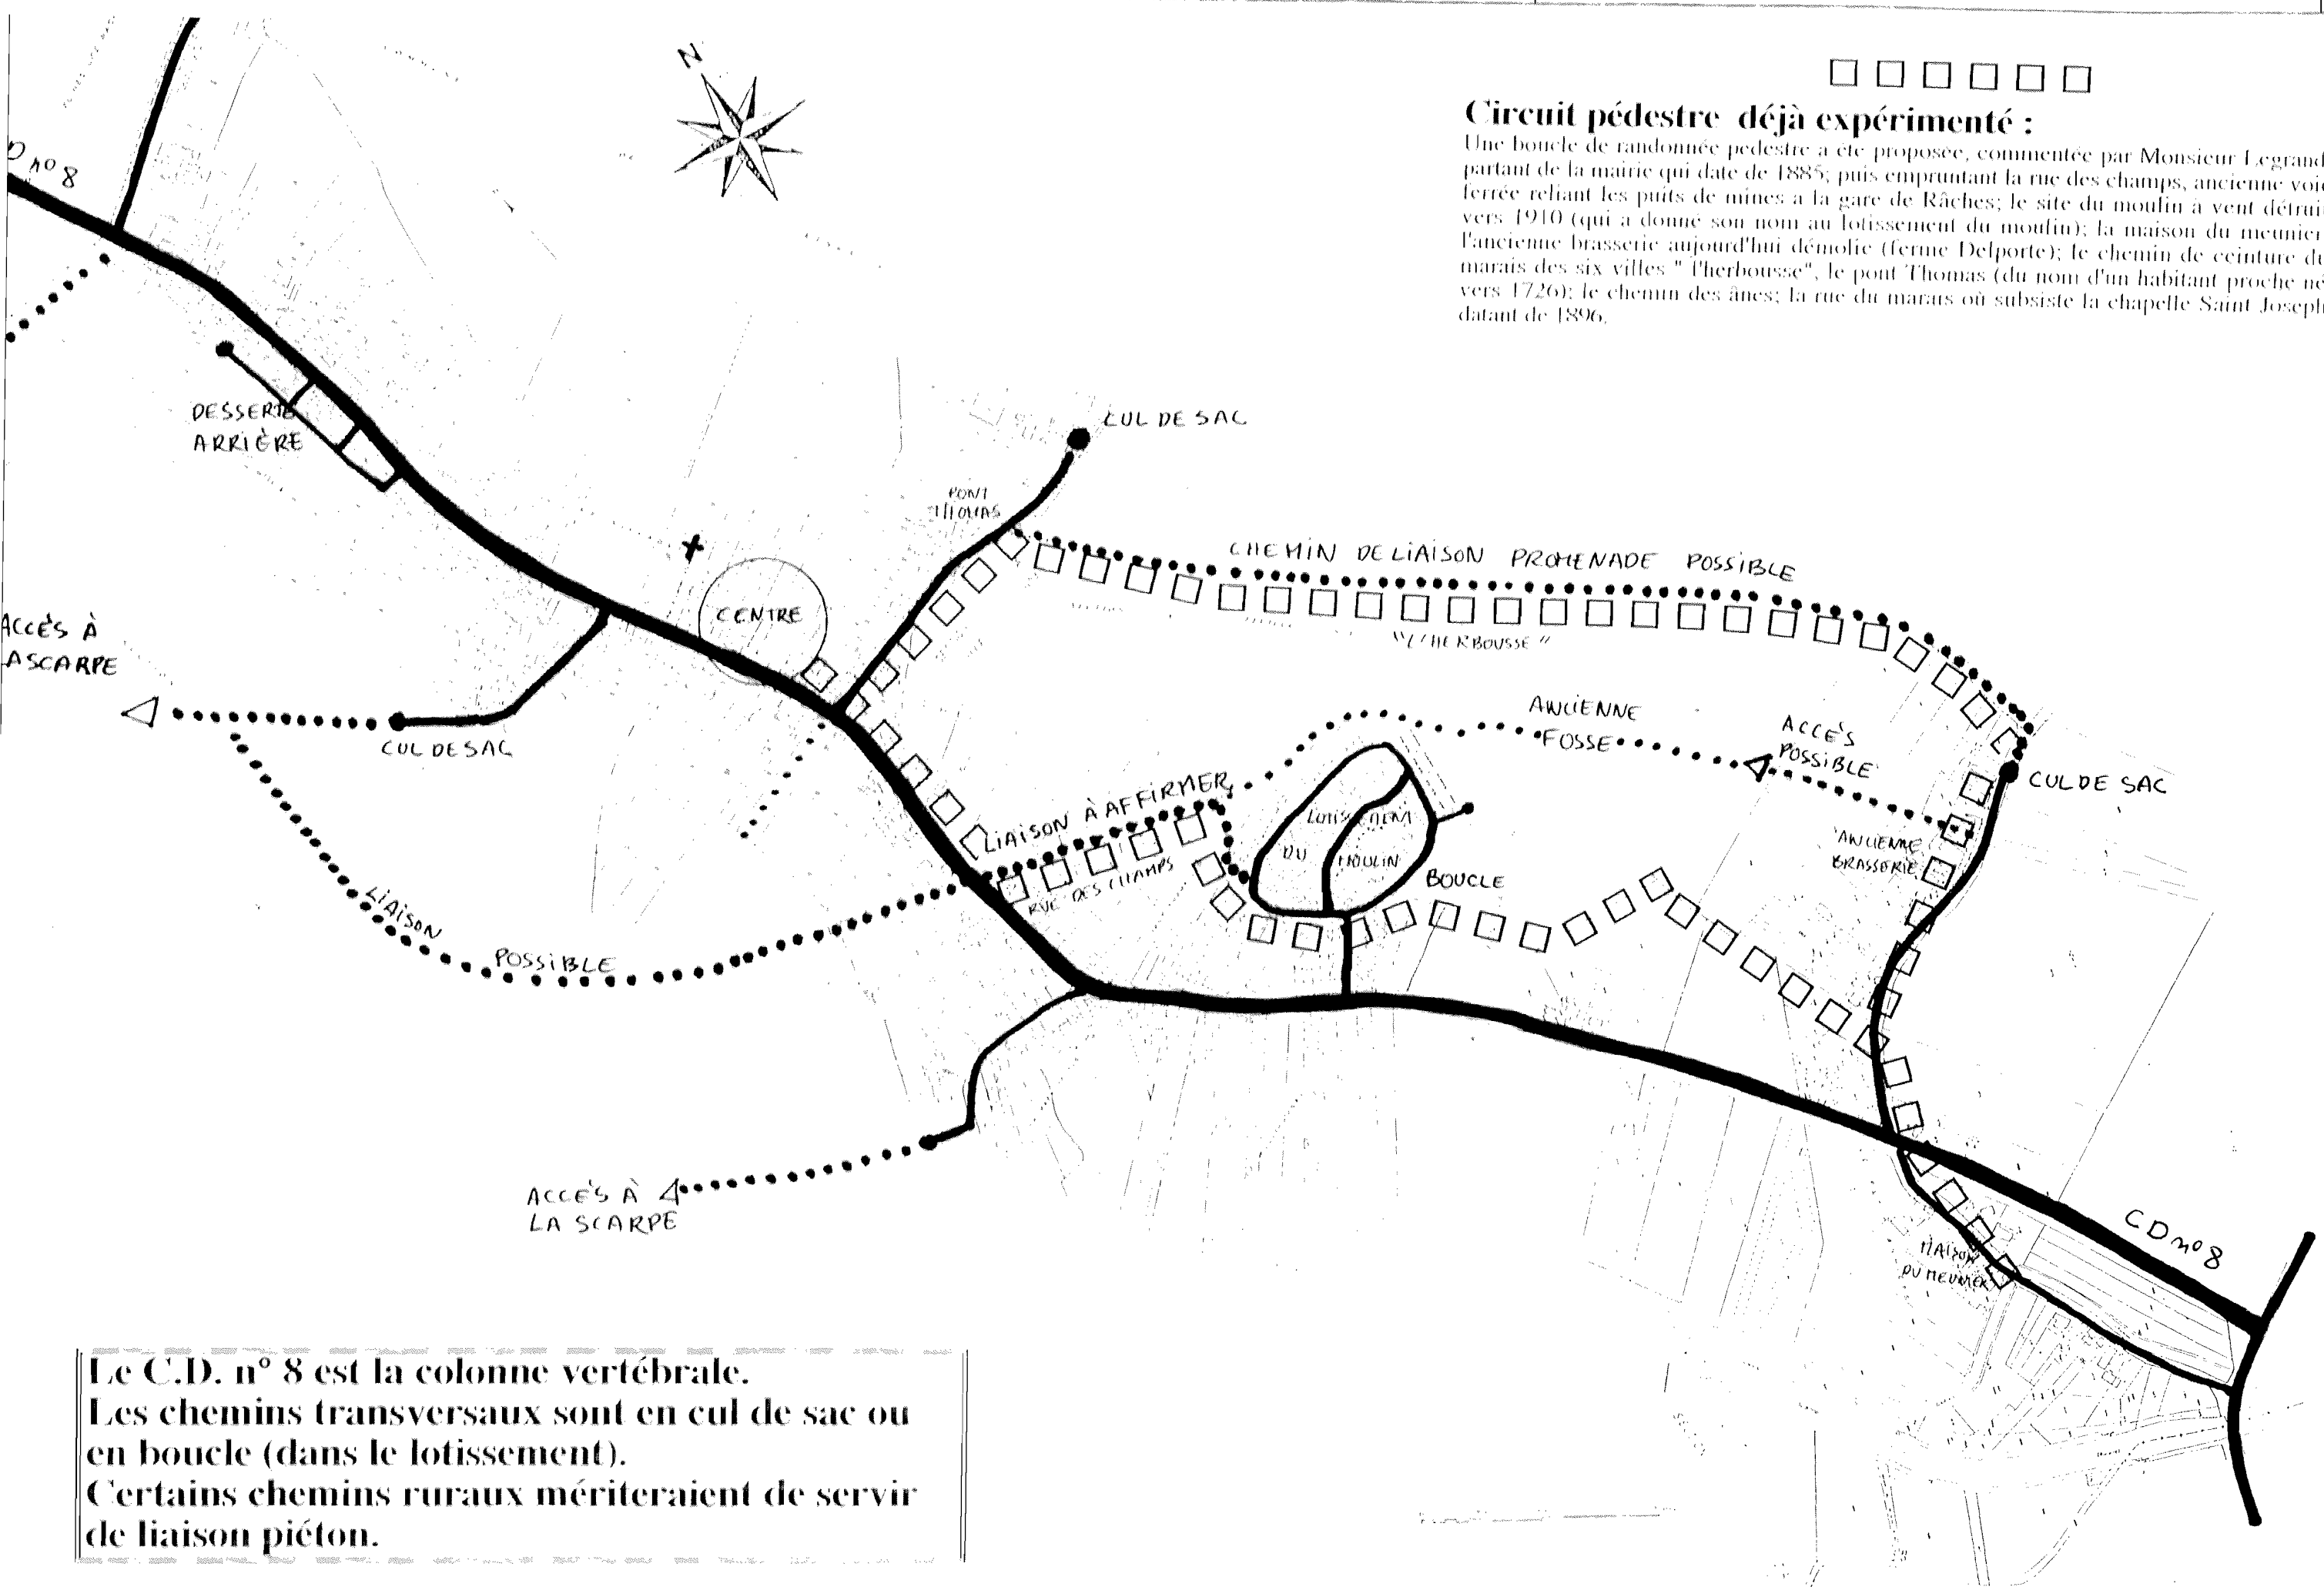 N
D nº 8
Circuit pédestre déjà expérimenté :
Une boucle de randonnée pedestre a été proposée, commentée par Monsieur Legrand
partant de la mairie qui date de 1885; puis empruntant la rue des champs, ancienne voi
ferrée reliant les puits de mines a la gare de Râches; le site du moulin à vent détrui
vers 1910 (qui a donné son nom au lotissement du moulin); la maison du meunier
l'ancienne brasserie aujourd'hui démolie (ferme Delporte); le chemin de ceinture du
marais des six villes " l'herbousse", le pont Thomas (du nom d'un habitant proche né
vers 1726); le chemin des ânes; la rue du marais où subsiste la chapelle Saint Joseph
datant de 1896.
DESSERTE
ARRIÈRE
CUL DE SAC
PONT
THOMAS
CHEMIN DE LIAISON PROMENADE POSSIBLE
"L'HERBOUSSE"
CENTRE
ACCÈS À
LA SCARPE
CUL DE SAC
ANCIENNE
FOSSE
ACCÈS
POSSIBLE
CUL DE SAC
LIAISON À AFFIRMER
RUE DES CHAMPS
LOTISSEMENT
DU MOULIN
BOUCLE
ANCIENNE
BRASSERIE
LIAISON
POSSIBLE
ACCÈS À
LA SCARPE
CD nº 8
MAISON
DU MEUNIER
Le C.D. n° 8 est la colonne vertébrale.
Les chemins transversaux sont en cul de sac ou
en boucle (dans le lotissement).
Certains chemins ruraux mériteraient de servir
de liaison piéton.